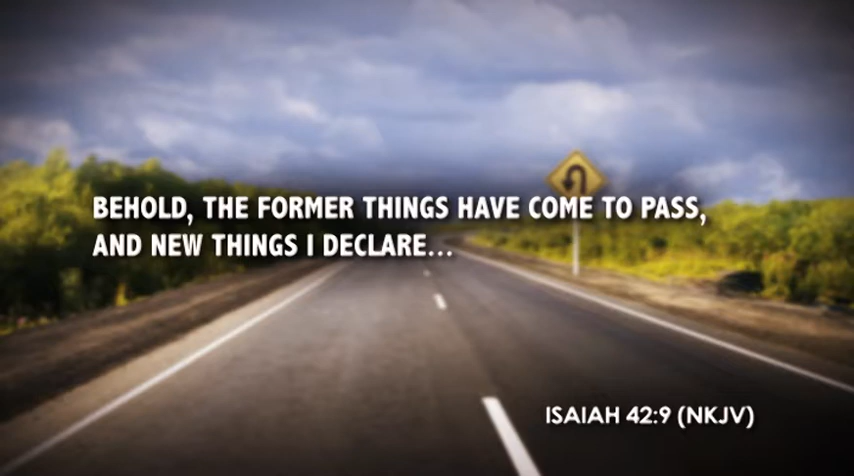 BEHOLD, THE FORMER THINGS HAVE COME TO PASS,
AND NEW THINGS I DECLARE...
ISAIAH 42:9 (NKJV)